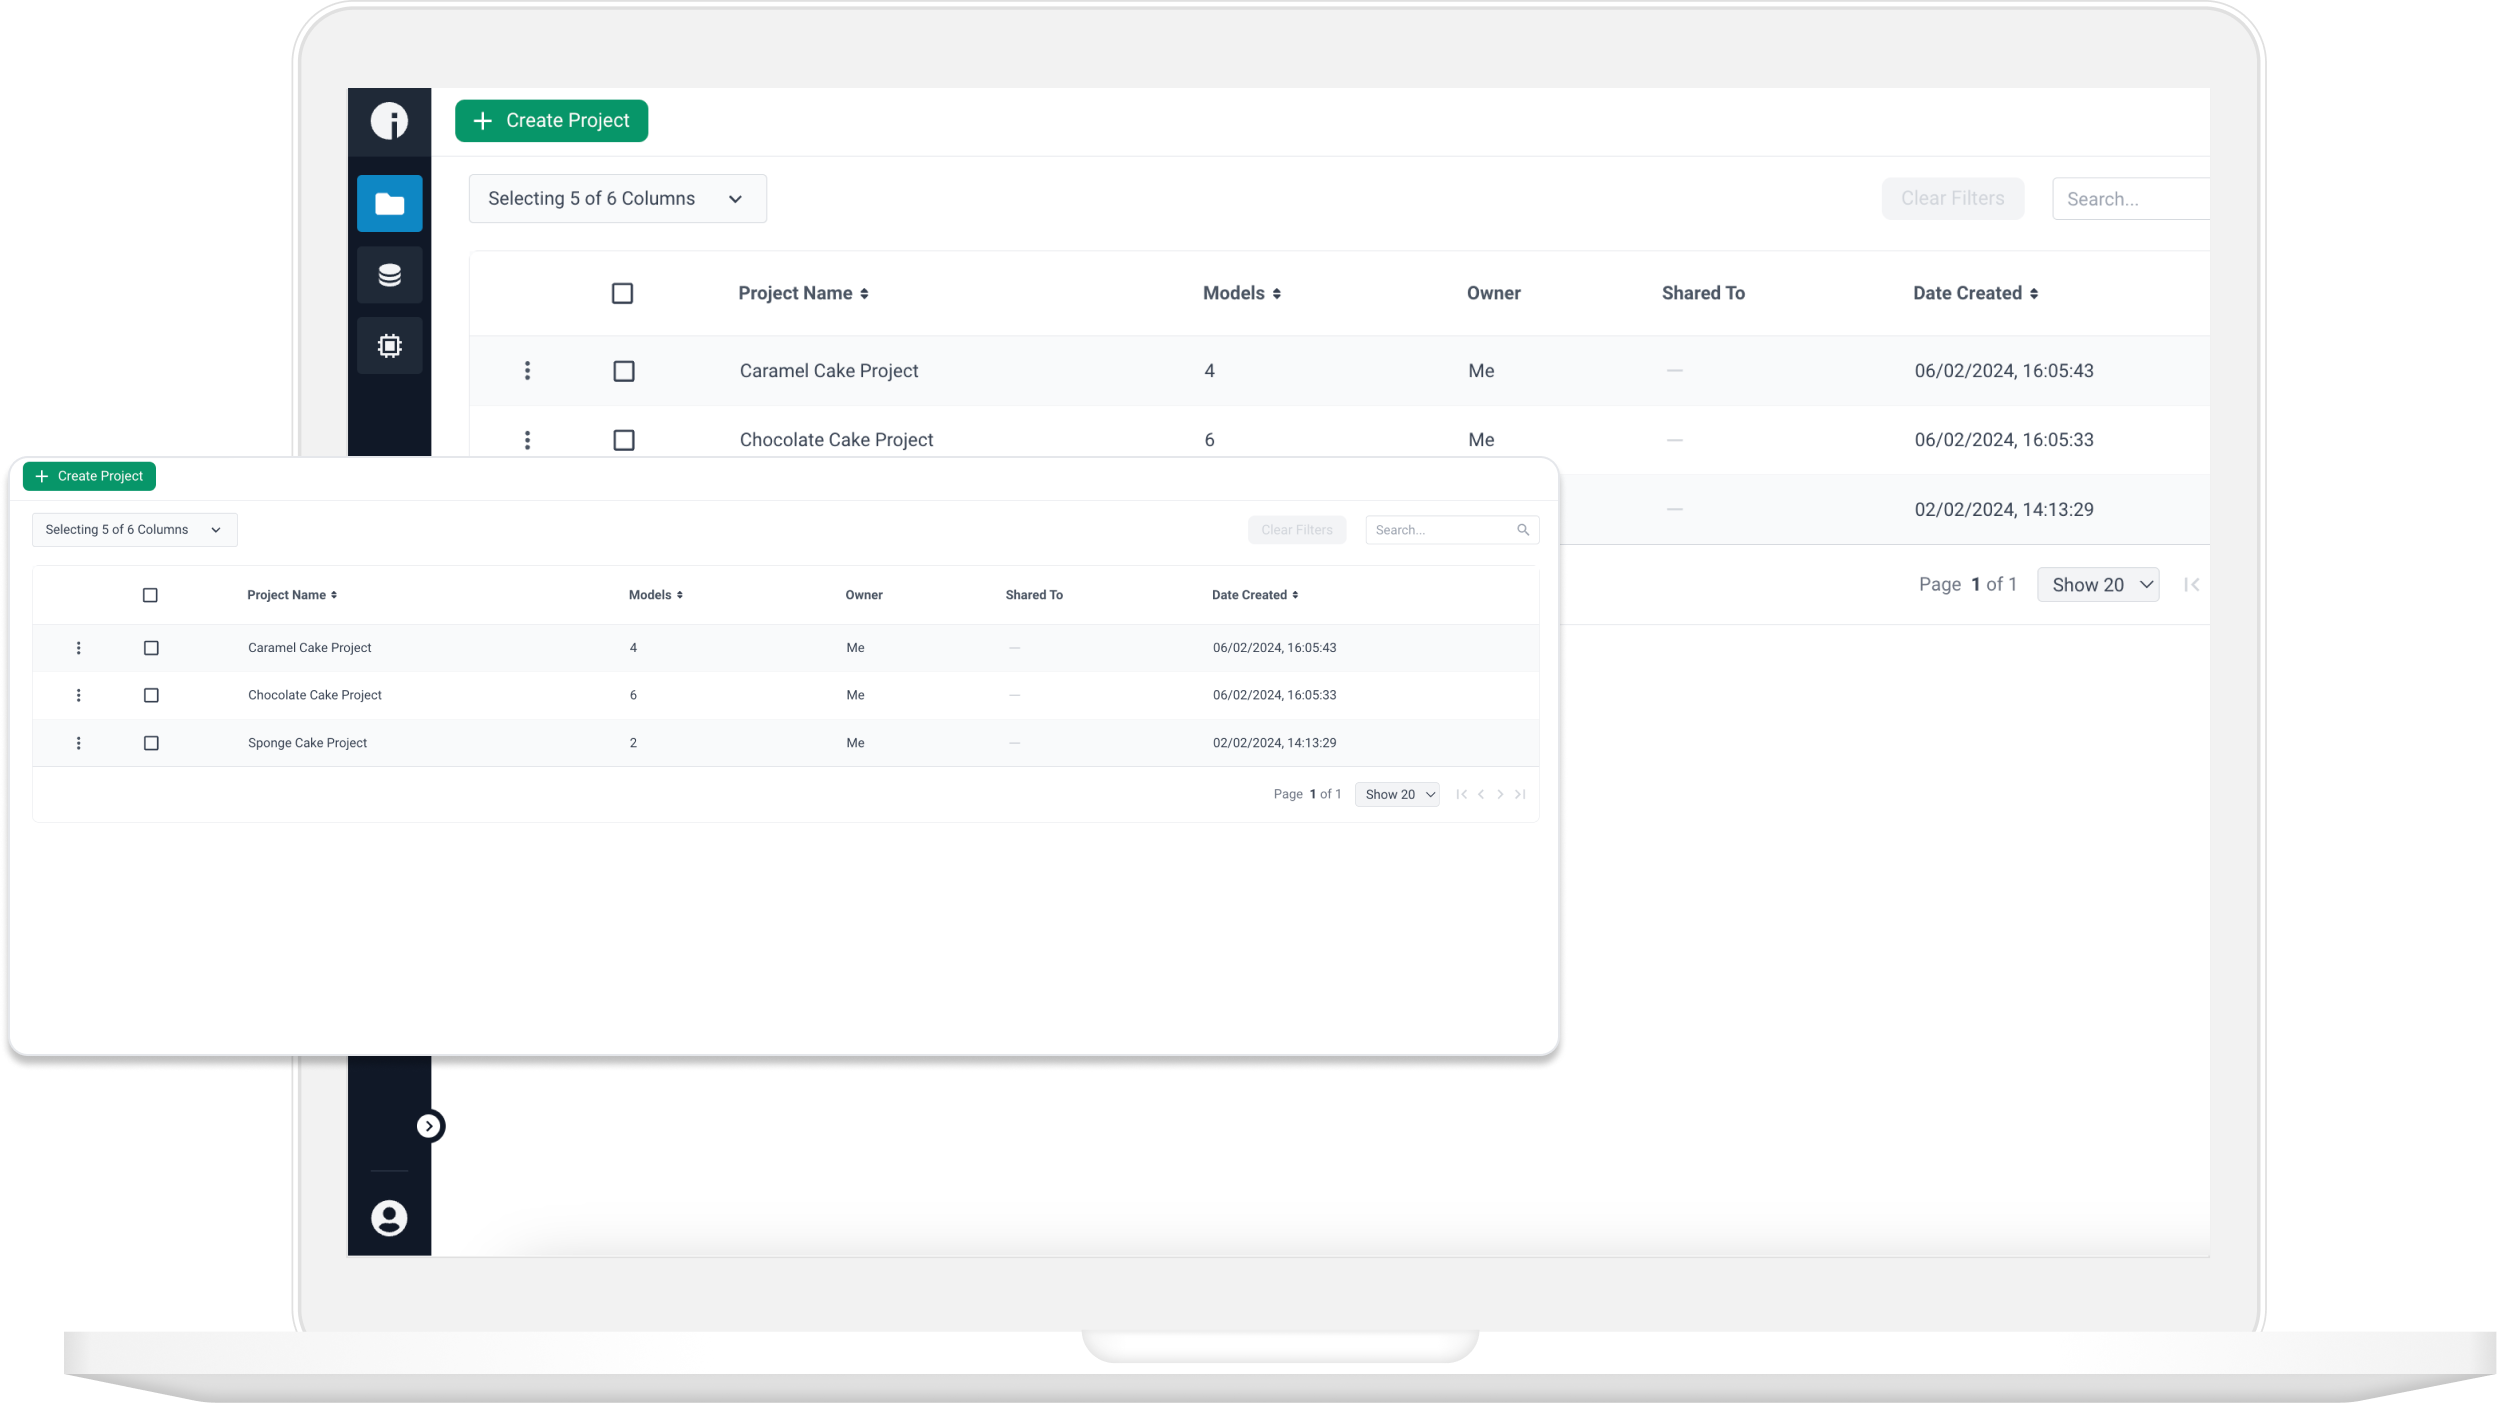 Create Project
Selecting 5 of 6 Columns
Clear Filters Search...
Project Name Models Owner Shared To Date Created
Caramel Cake Project 4 Me — 06/02/2024, 16:05:43
Chocolate Cake Project 6 Me — 06/02/2024, 16:05:33
— 02/02/2024, 14:13:29
Page 1 of 1 Show 20
Create Project
Selecting 5 of 6 Columns
Clear Filters Search...
Project Name Models Owner Shared To Date Created
Caramel Cake Project 4 Me — 06/02/2024, 16:05:43
Chocolate Cake Project 6 Me — 06/02/2024, 16:05:33
Sponge Cake Project 2 Me — 02/02/2024, 14:13:29
Page 1 of 1 Show 20